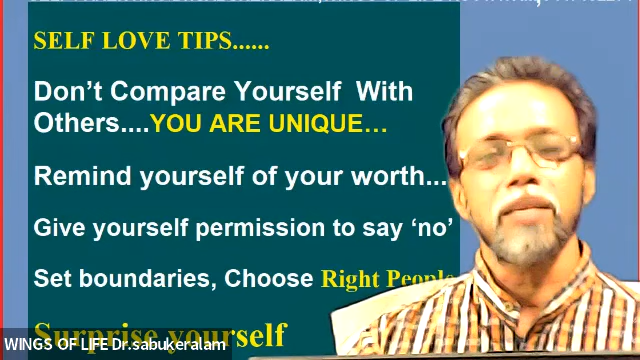 SELF LOVE TIPS......
Don’t Compare Yourself With
Others....YOU ARE UNIQUE…
Remind yourself of your worth...
Give yourself permission to say ‘no’
Set boundaries, Choose Right People
Surprise yourself
WINGS OF LIFE Dr.sabukeralam